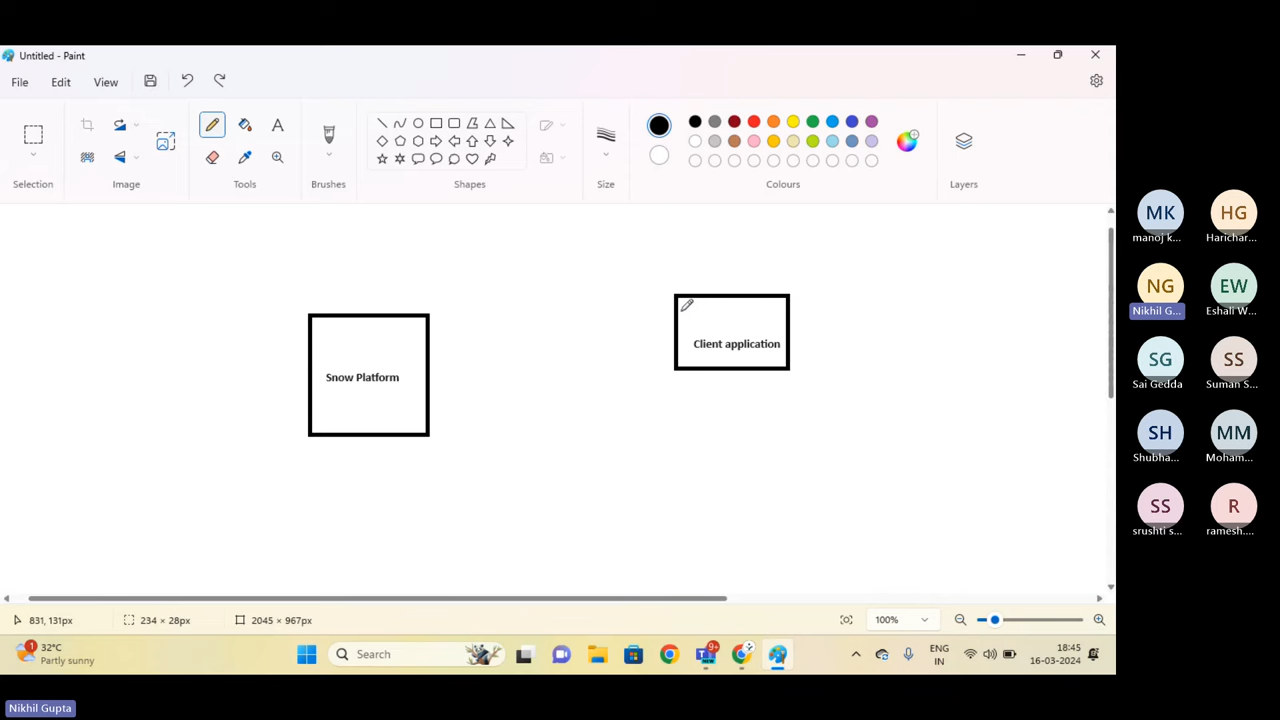 Untitled - Paint
File Edit View
Selection Image Tools Brushes Shapes Size Colours Layers
A
Client application
Snow Platform
831, 131px 234 × 28px 2045 × 967px 100%
1 32°C
Partly sunny
Search
NEW 9+
ENG
IN
18:45
16-03-2024
MK HG
manoj k... Harichar...
NG EW
Nikhil G... Eshali W...
SG SS
Sai Gedda Suman S...
SH MM
Shubha... Moham...
SS R
srushti s... ramesh....
Nikhil Gupta